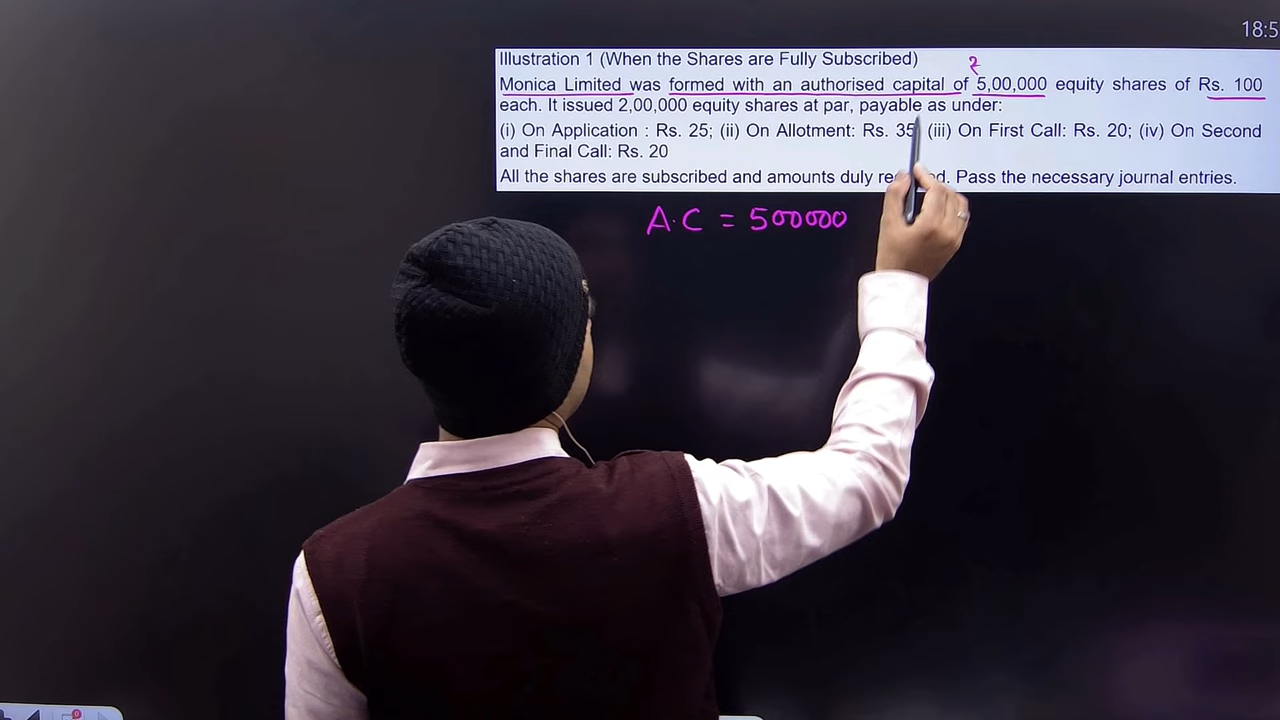 18:5
Illustration 1 (When the Shares are Fully Subscribed)
Monica Limited was formed with an authorised capital of 5,00,000 equity shares of Rs. 100
each. It issued 2,00,000 equity shares at par, payable as under:
(i) On Application : Rs. 25; (ii) On Allotment: Rs. 35 (iii) On First Call: Rs. 20; (iv) On Second
and Final Call: Rs. 20
All the shares are subscribed and amounts duly re d. Pass the necessary journal entries.
A.C = 500000